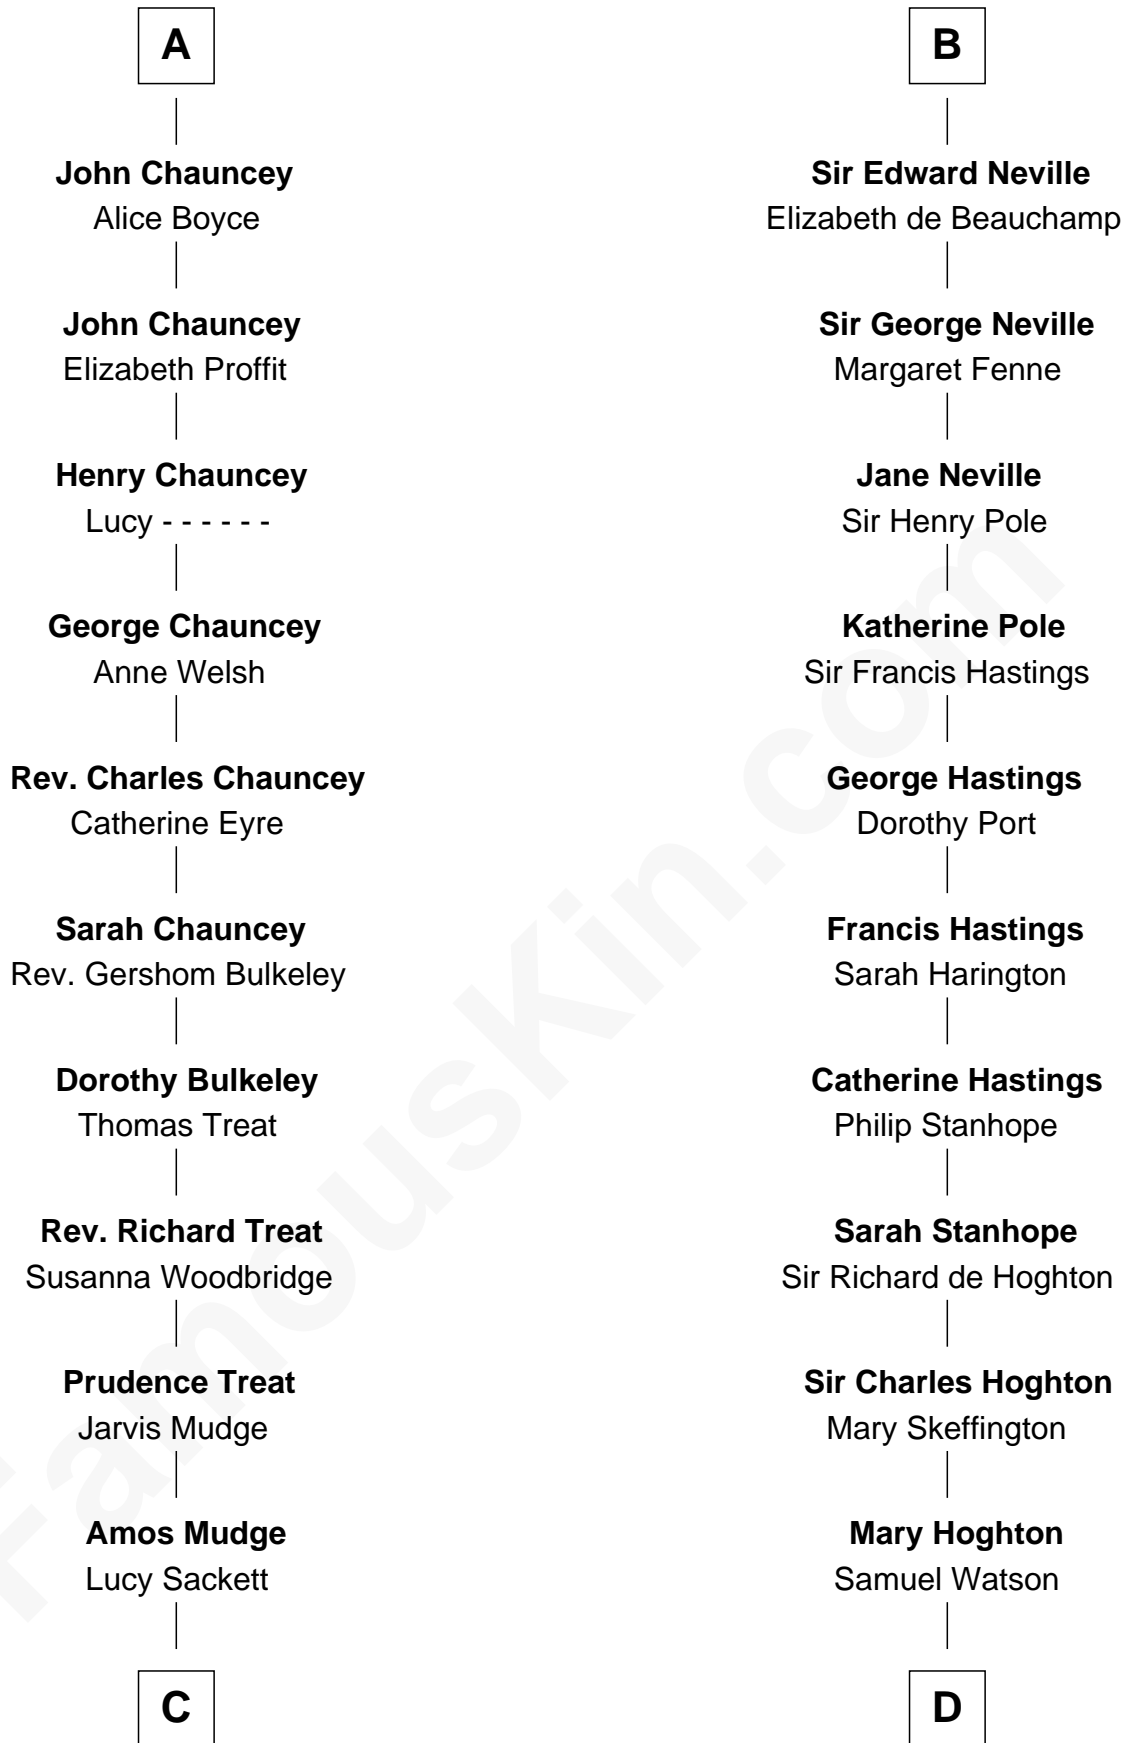 A
John Chauncey
Alice Boyce
John Chauncey
Elizabeth Proffit
Henry Chauncey
Lucy - - - - - -
George Chauncey
Anne Welsh
Rev. Charles Chauncey
Catherine Eyre
Sarah Chauncey
Rev. Gershom Bulkeley
Dorothy Bulkeley
Thomas Treat
Rev. Richard Treat
Susanna Woodbridge
Prudence Treat
Jarvis Mudge
Amos Mudge
Lucy Sackett
C
B
Sir Edward Neville
Elizabeth de Beauchamp
Sir George Neville
Margaret Fenne
Jane Neville
Sir Henry Pole
Katherine Pole
Sir Francis Hastings
George Hastings
Dorothy Port
Francis Hastings
Sarah Harington
Catherine Hastings
Philip Stanhope
Sarah Stanhope
Sir Richard de Hoghton
Sir Charles Hoghton
Mary Skeffington
Mary Hoghton
Samuel Watson
D
FamousKin.com